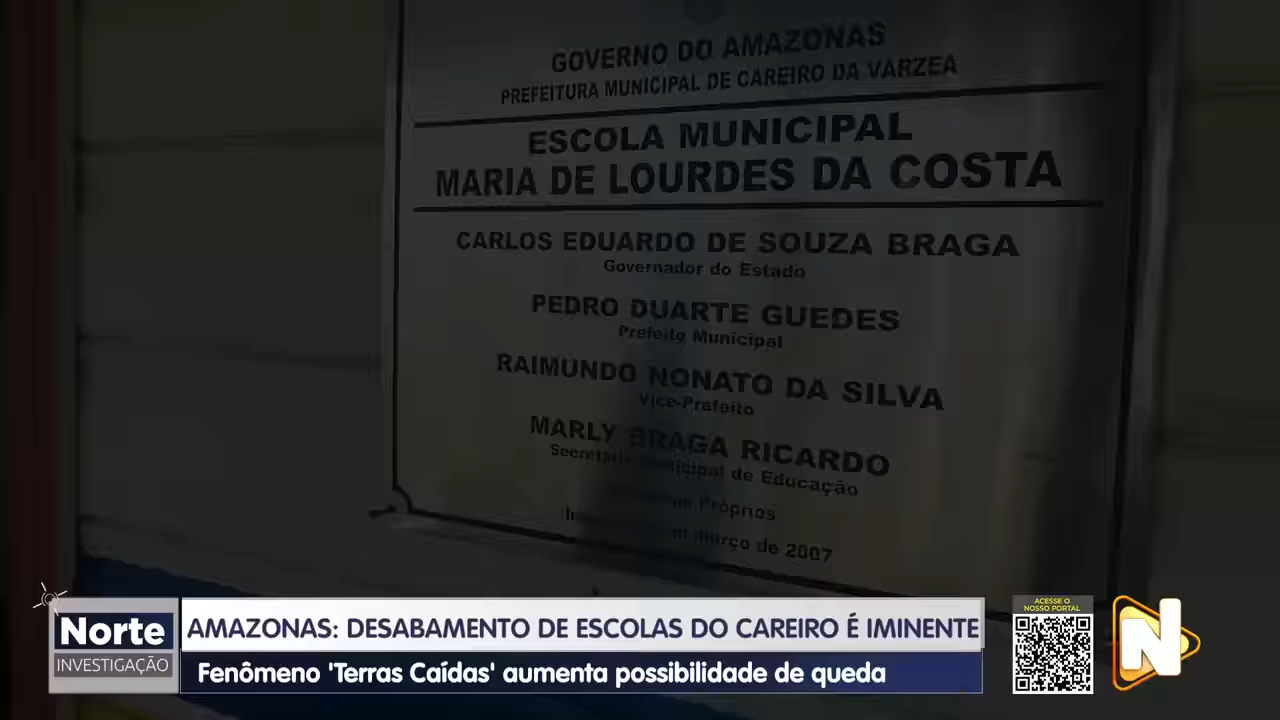 GOVERNO DO AMAZONAS
PREFEITURA MUNICIPAL DE CAREIRO DA VARZEA
ESCOLA MUNICIPAL
MARIA DE LOURDES DA COSTA
CARLOS EDUARDO DE SOUZA BRAGA
Governador do Estado
PEDRO DUARTE GUEDES
Prefeito Municipal
RAIMUNDO NONATO DA SILVA
Vice-Prefeito
MARLY BRAGA RICARDO
Municipal de Educação
Próprios
março de 2007
Norte
INVESTIGAÇÃO
AMAZONAS: DESABAMENTO DE ESCOLAS DO CAREIRO É IMINENTE
Fenômeno 'Terras Caídas' aumenta possibilidade de queda
ACESSE O
NOSSO PORTAL
N